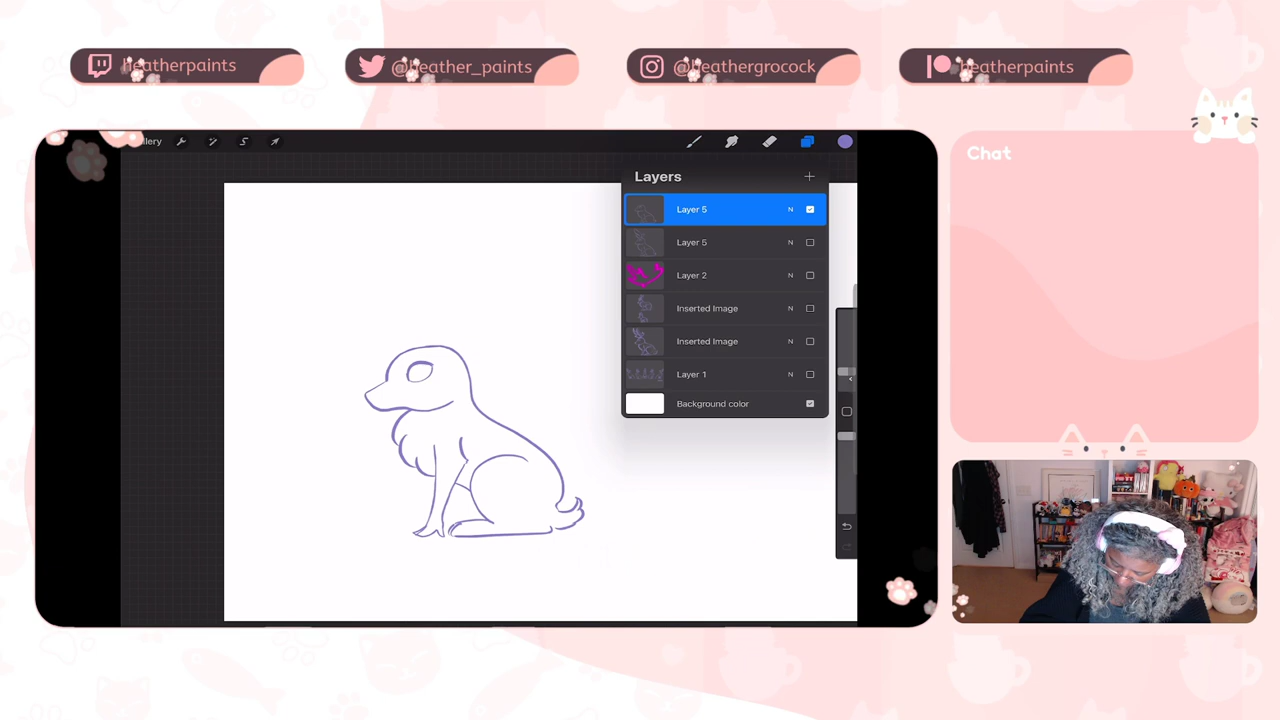 heatherpaints
@heather_paints
@heathergrocock
heatherpaints
Chat
Layers
Layer 5 N
Layer 5 N
Layer 2 N
Inserted Image N
Inserted Image N
Layer 1 N
Background color